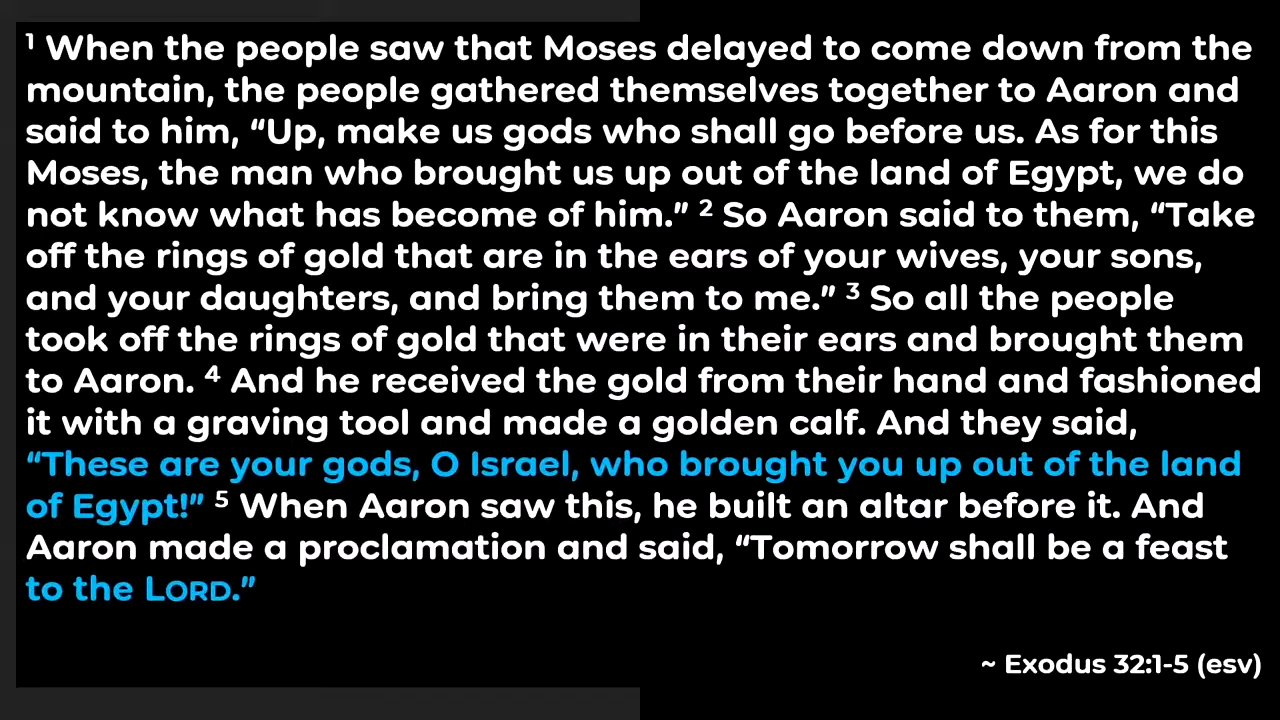 ¹ When the people saw that Moses delayed to come down from the
mountain, the people gathered themselves together to Aaron and
said to him, “Up, make us gods who shall go before us. As for this
Moses, the man who brought us up out of the land of Egypt, we do
not know what has become of him.” ² So Aaron said to them, “Take
off the rings of gold that are in the ears of your wives, your sons,
and your daughters, and bring them to me.” ³ So all the people
took off the rings of gold that were in their ears and brought them
to Aaron. ⁴ And he received the gold from their hand and fashioned
it with a graving tool and made a golden calf. And they said,
“These are your gods, O Israel, who brought you up out of the land
of Egypt!” ⁵ When Aaron saw this, he built an altar before it. And
Aaron made a proclamation and said, “Tomorrow shall be a feast
to the LORD.”
~ Exodus 32:1-5 (esv)